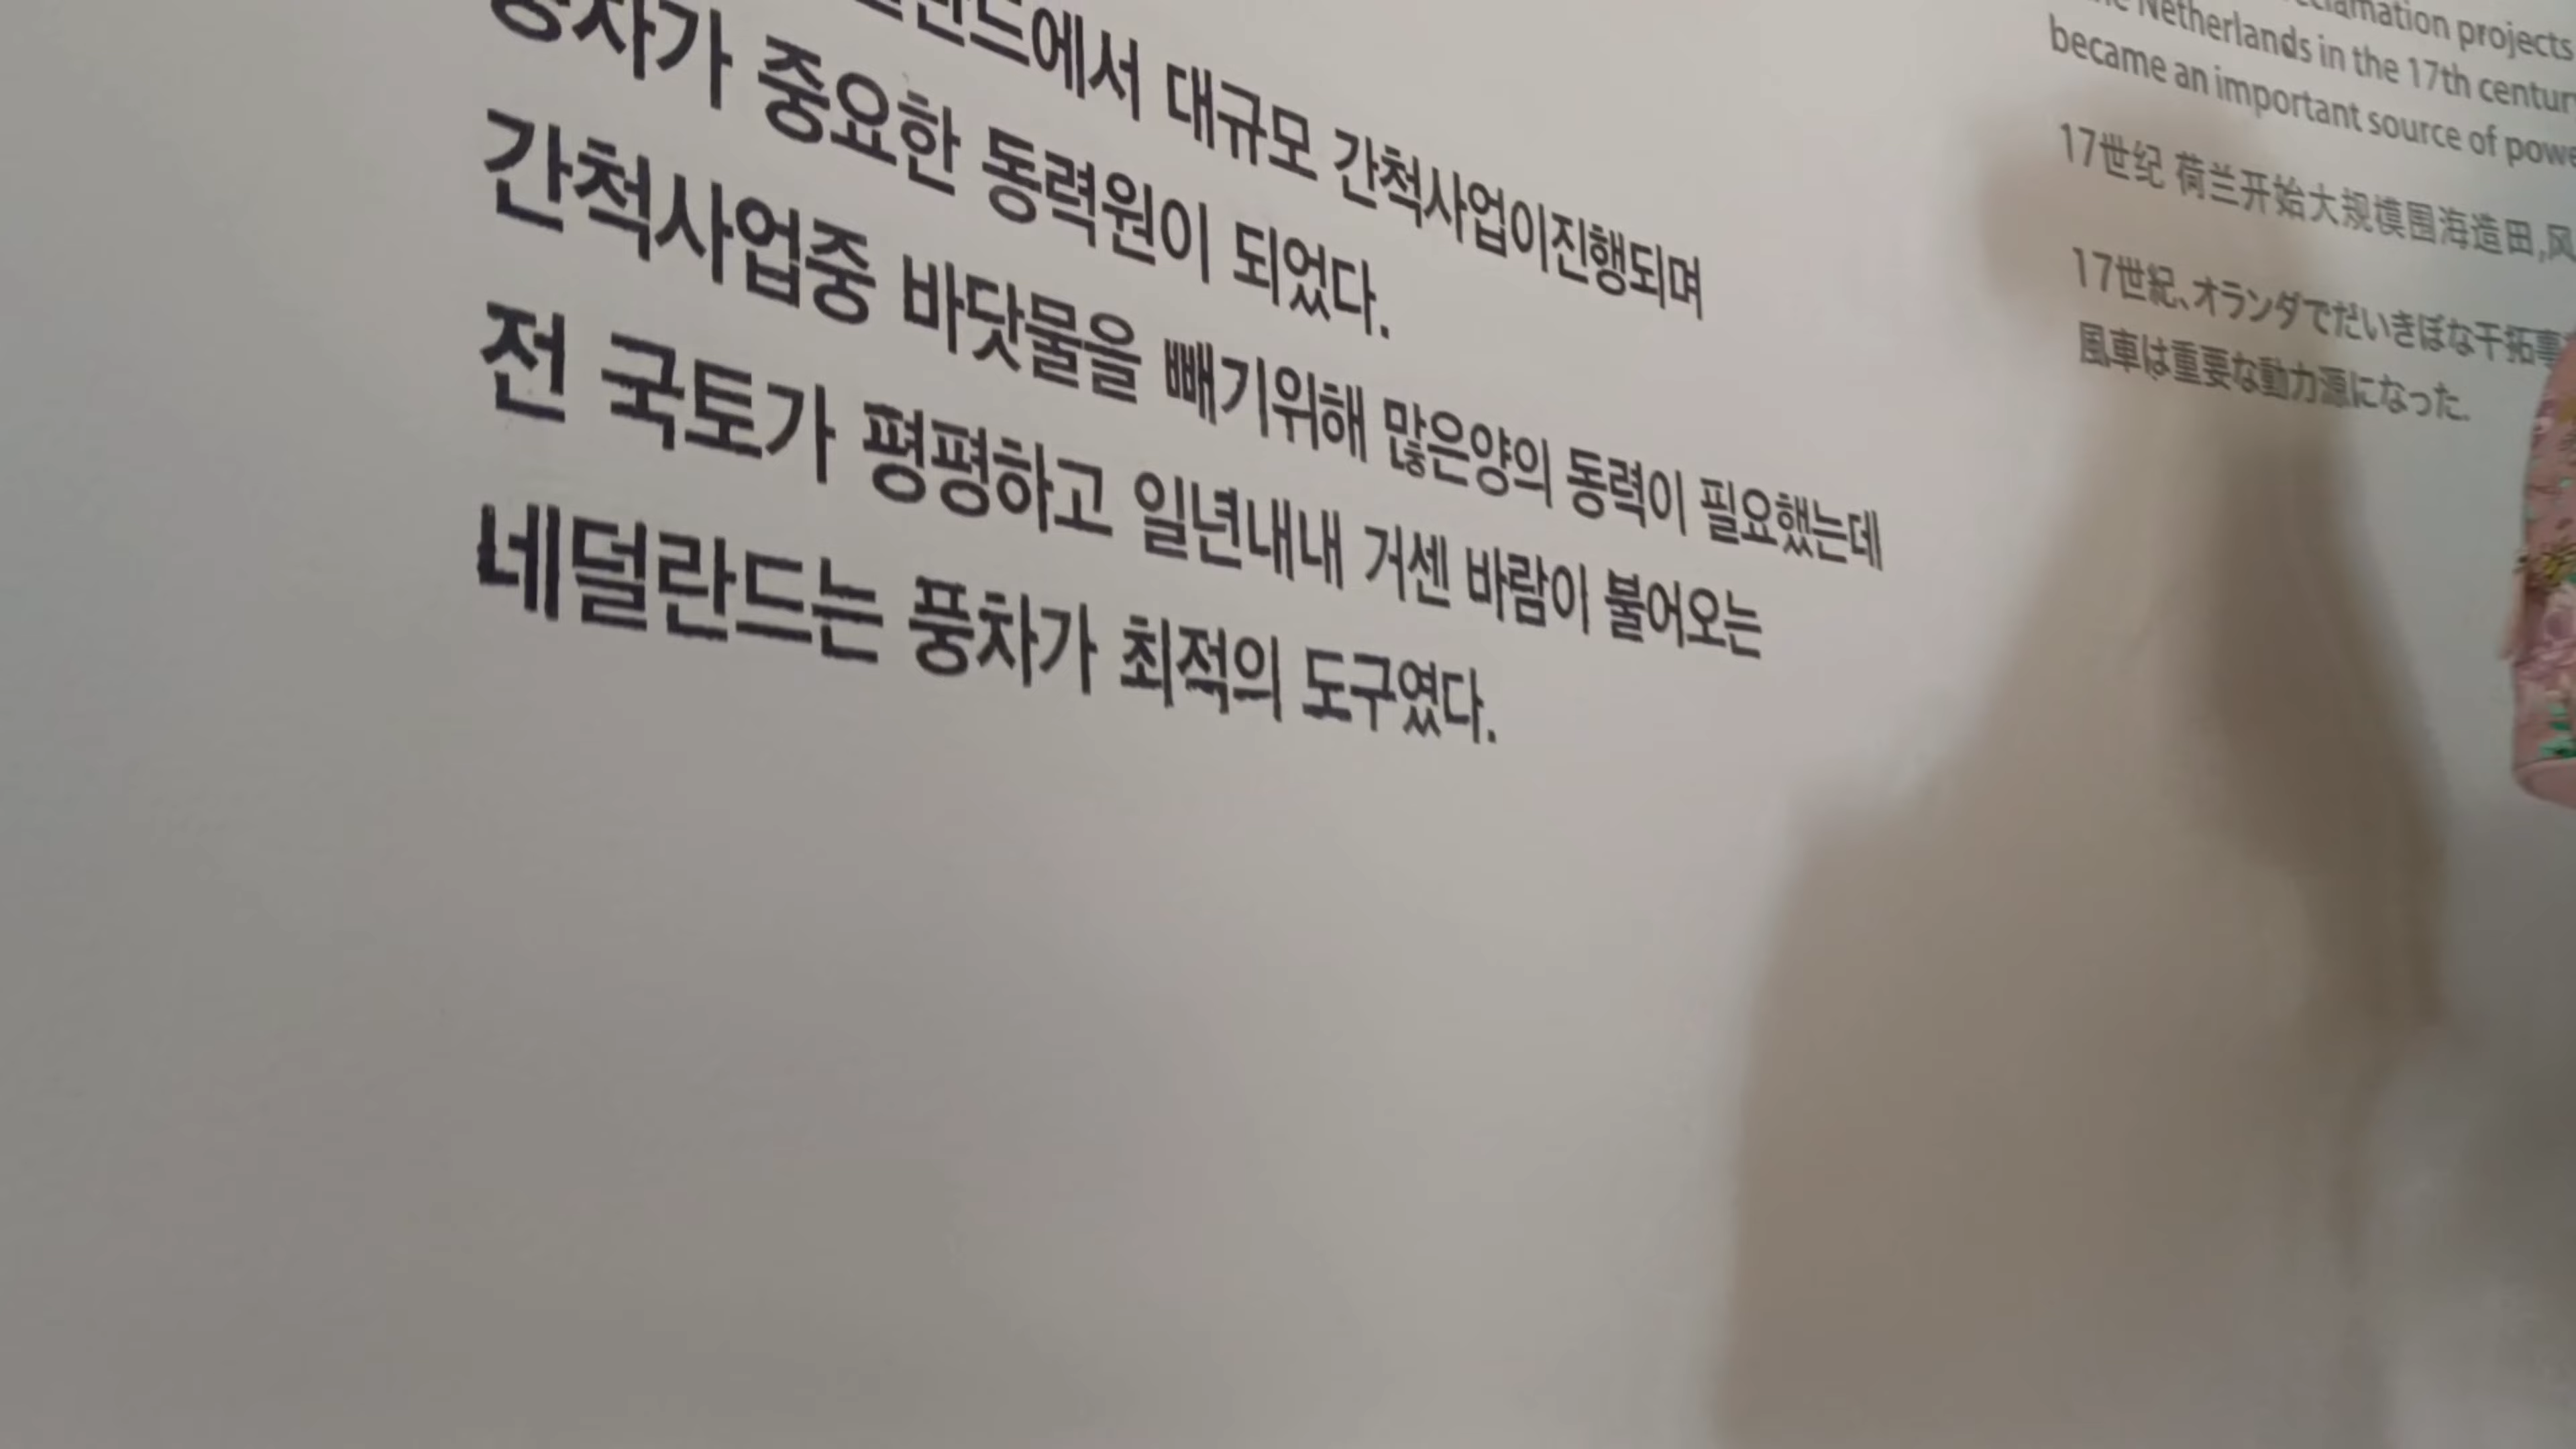 대규모 간척사업이진행되며
풍차가 중요한 동력원이 되었다.
간척사업중 바닷물을 빼기위해 많은양의 동력이 필요했는데
전 국토가 평평하고 일년내내 거센 바람이 불어오는
네덜란드는 풍차가 최적의 도구였다.
projects
Netherlands in the 17th century
became an important source of
17世纪 荷兰开始大规模围海造田,风
17世紀、オランダでだいきぼな干拓事
風車は重要な動力源になった.